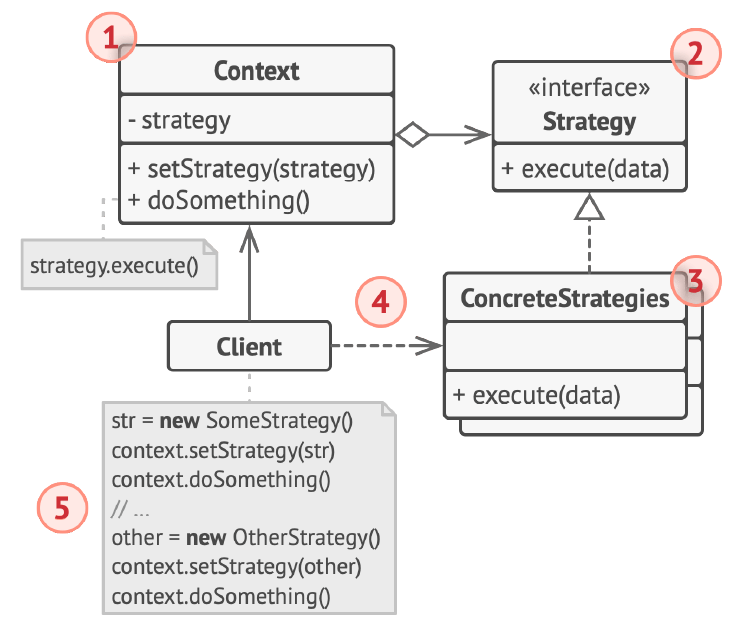 1
Context
- strategy
+ setStrategy(strategy)
+ doSomething()
strategy.execute()
2
«interface»
Strategy
+ execute(data)
3
ConcreteStrategies
+ execute(data)
4
Client
5
str = new SomeStrategy()
context.setStrategy(str)
context.doSomething()
// ...
other = new OtherStrategy()
context.setStrategy(other)
context.doSomething()